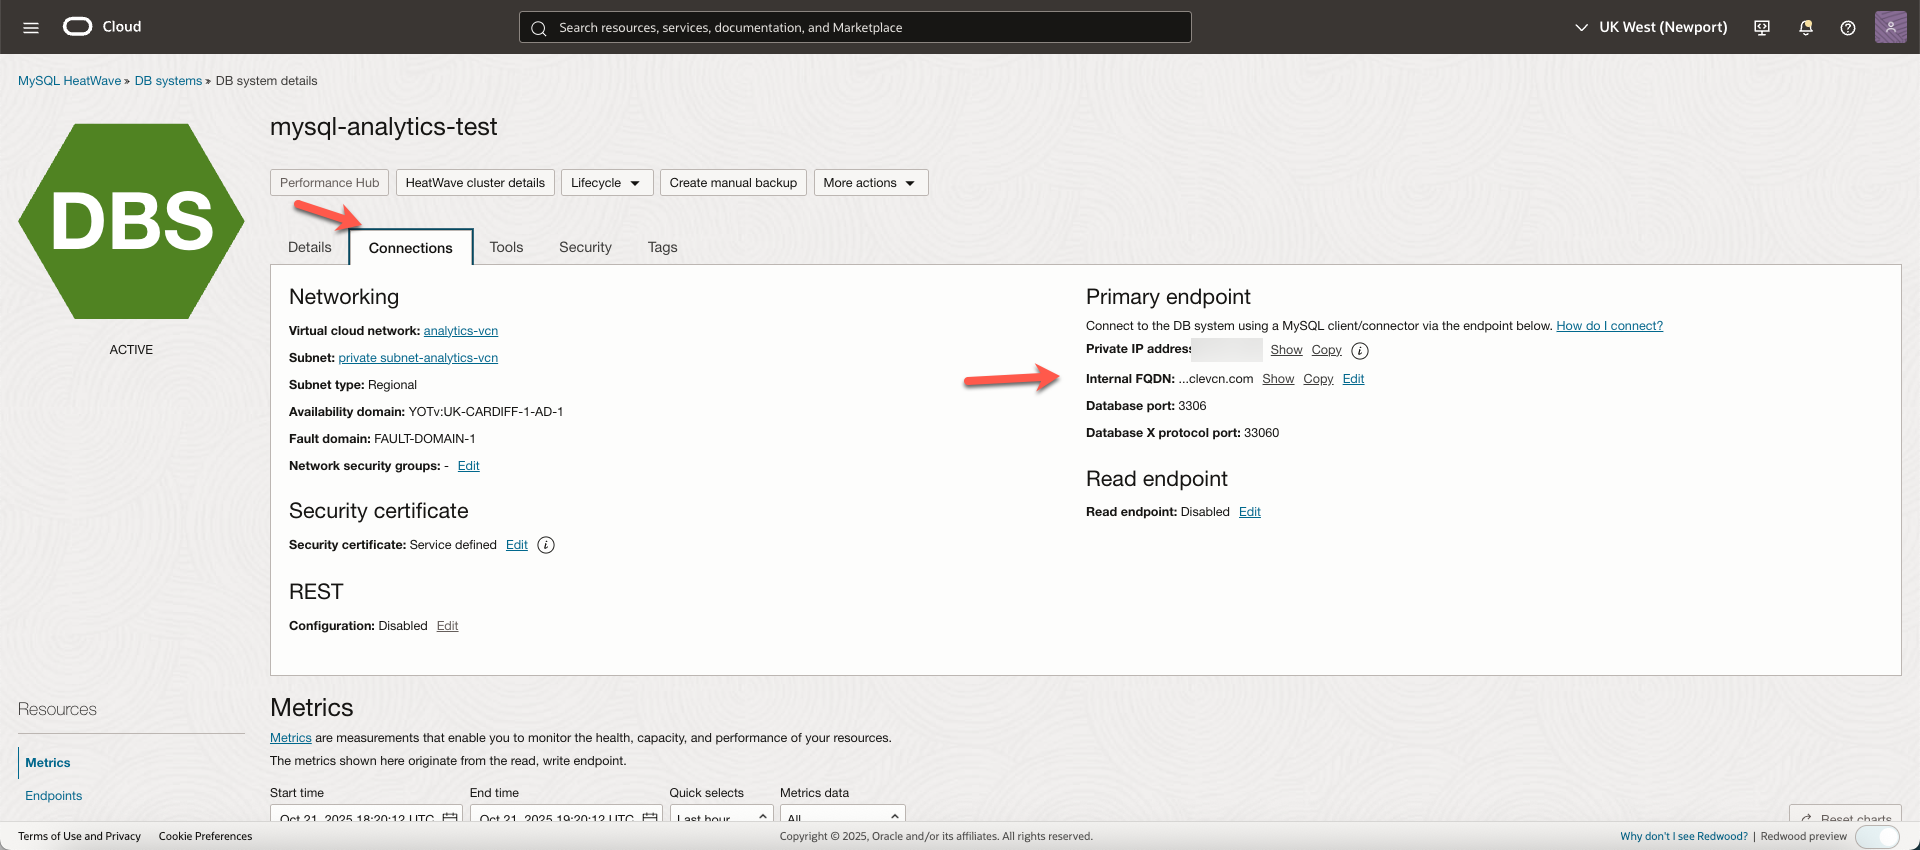 Cloud
Search resources, services, documentation, and Marketplace
UK West (Newport)
MySQL HeatWave » DB systems » DB system details
DBS
ACTIVE
mysql-analytics-test
Performance Hub
HeatWave cluster details
Lifecycle
Create manual backup
More actions
Details
Connections
Tools
Security
Tags
Networking
Virtual cloud network: analytics-vcn
Subnet: private subnet-analytics-vcn
Subnet type: Regional
Availability domain: YOTv:UK-CARDIFF-1-AD-1
Fault domain: FAULT-DOMAIN-1
Network security groups: - Edit
Security certificate
Security certificate: Service defined Edit
REST
Configuration: Disabled Edit
Primary endpoint
Connect to the DB system using a MySQL client/connector via the endpoint below. How do I connect?
Private IP address Show Copy
Internal FQDN: ...clevcn.com Show Copy Edit
Database port: 3306
Database X protocol port: 33060
Read endpoint
Read endpoint: Disabled Edit
Resources
Metrics
Endpoints
Metrics
Metrics are measurements that enable you to monitor the health, capacity, and performance of your resources.
The metrics shown here originate from the read, write endpoint.
Start time
Oct 21, 2025 18:20:12 UTC
End time
Oct 21, 2025 19:20:12 UTC
Quick selects
Last hour
Metrics data
All
Reset charts
Terms of Use and Privacy
Cookie Preferences
Copyright © 2025, Oracle and/or its affiliates. All rights reserved.
Why don't I see Redwood? | Redwood preview